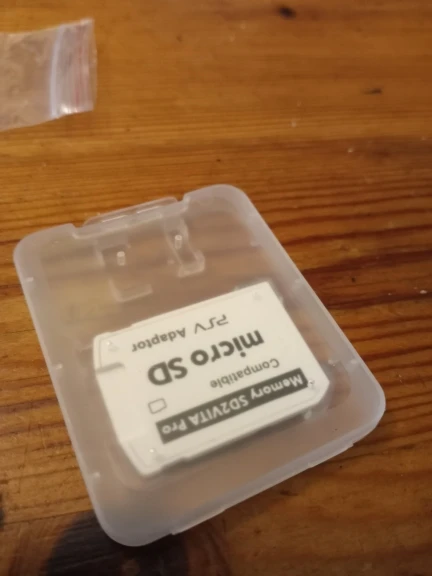 Memory SD2VITA Pro
Compatible
micro SD
PSV Adaptor